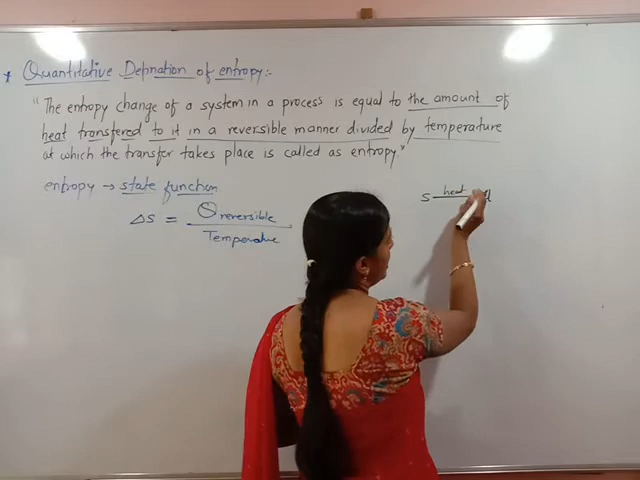 * Quantitative Defination of entropy:-
"The entropy change of a system in a process is equal to the amount of
heat transferred to it in a reversible manner divided by temperature
at which the transfer takes place is called as entropy."
entropy → state function
S heat l
ΔS = Q reversible
Temperature